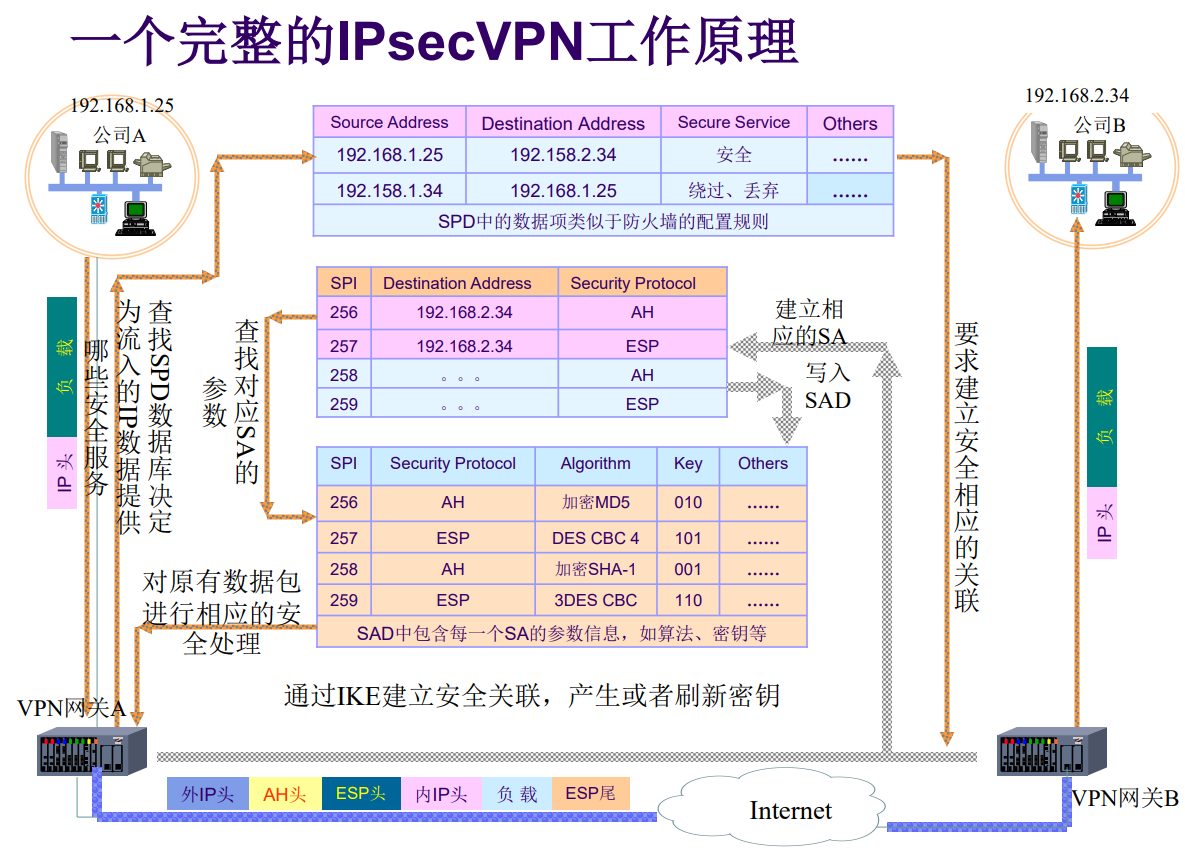 一个完整的IPsecVPN工作原理
192.168.1.25
公司A
192.168.2.34
公司B
Source Address Destination Address Secure Service Others
192.168.1.25 192.158.2.34 安全 ......
192.158.1.34 192.168.1.25 绕过、丢弃 ......
SPD中的数据项类似于防火墙的配置规则
SPI Destination Address Security Protocol
256 192.168.2.34 AH
257 192.168.2.34 ESP
258 。。。 AH
259 。。。 ESP
建立相
应的SA
写入
SAD
SPI Security Protocol Algorithm Key Others
256 AH 加密MD5 010 ......
257 ESP DES CBC 4 101 ......
258 AH 加密SHA-1 001 ......
259 ESP 3DES CBC 110 ......
SAD中包含每一个SA的参数信息，如算法、密钥等
负 载
IP 头
查找SPD数据库决定
为流入的IP数据提供
哪些安全服务
查找对应SA的
参数
要求建立安全相应的关联
负 载
IP 头
对原有数据包
进行相应的安
全处理
通过IKE建立安全关联，产生或者刷新密钥
VPN网关A
外IP头 AH头 ESP头 内IP头 负 载 ESP尾
Internet
VPN网关B